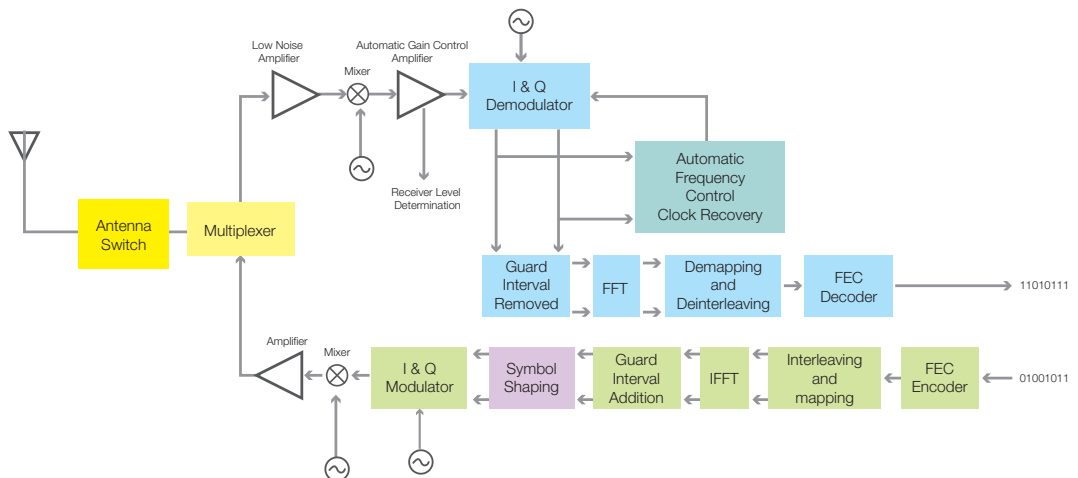 Low Noise
Amplifier
Mixer
Automatic Gain Control
Amplifier
I & Q
Demodulator
Receiver Level
Determination
Automatic
Frequency
Control
Clock Recovery
Antenna
Switch
Multiplexer
Guard
Interval
Removed
FFT
Demapping
and
Deinterleaving
FEC
Decoder
11010111
Amplifier
Mixer
I & Q
Modulator
Symbol
Shaping
Guard
Interval
Addition
IFFT
Interleaving
and
mapping
FEC
Encoder
01001011